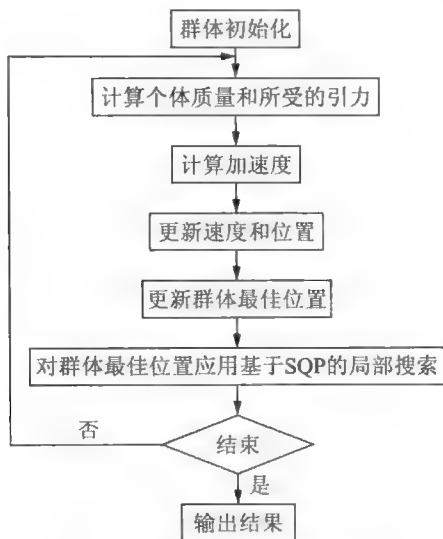 群体初始化
计算个体质量和所受的引力
计算加速度
更新速度和位置
更新群体最佳位置
对群体最佳位置应用基于SQP的局部搜索
否
结束
是
输出结果